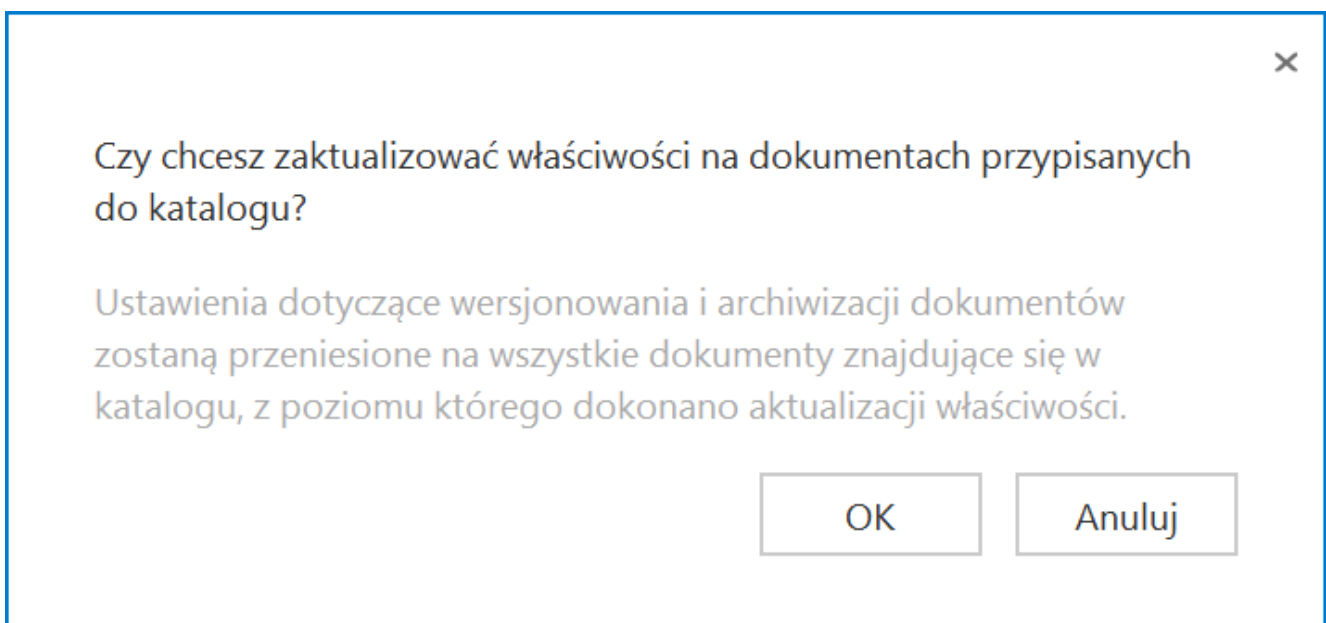 Czy chcesz zaktualizować właściwości na dokumentach przypisanych
do katalogu?
Ustawienia dotyczące wersjonowania i archiwizacji dokumentów
zostaną przeniesione na wszystkie dokumenty znajdujące się w
katalogu, z poziomu którego dokonano aktualizacji właściwości.
OK Anuluj